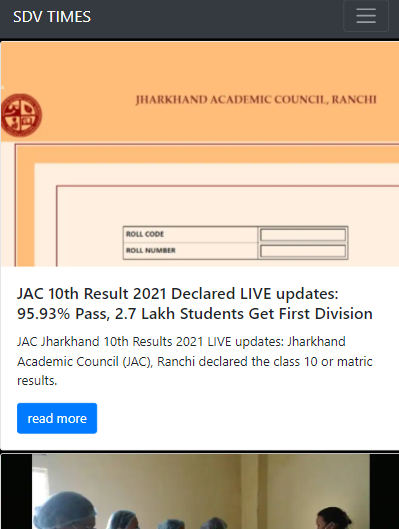 SDV TIMES
JHARKHAND ACADEMIC COUNCIL, RANCHI
ROLL CODE
ROLL NUMBER
JAC 10th Result 2021 Declared LIVE updates:
95.93% Pass, 2.7 Lakh Students Get First Division
JAC Jharkhand 10th Results 2021 LIVE updates: Jharkhand
Academic Council (JAC), Ranchi declared the class 10 or matric
results.
read more